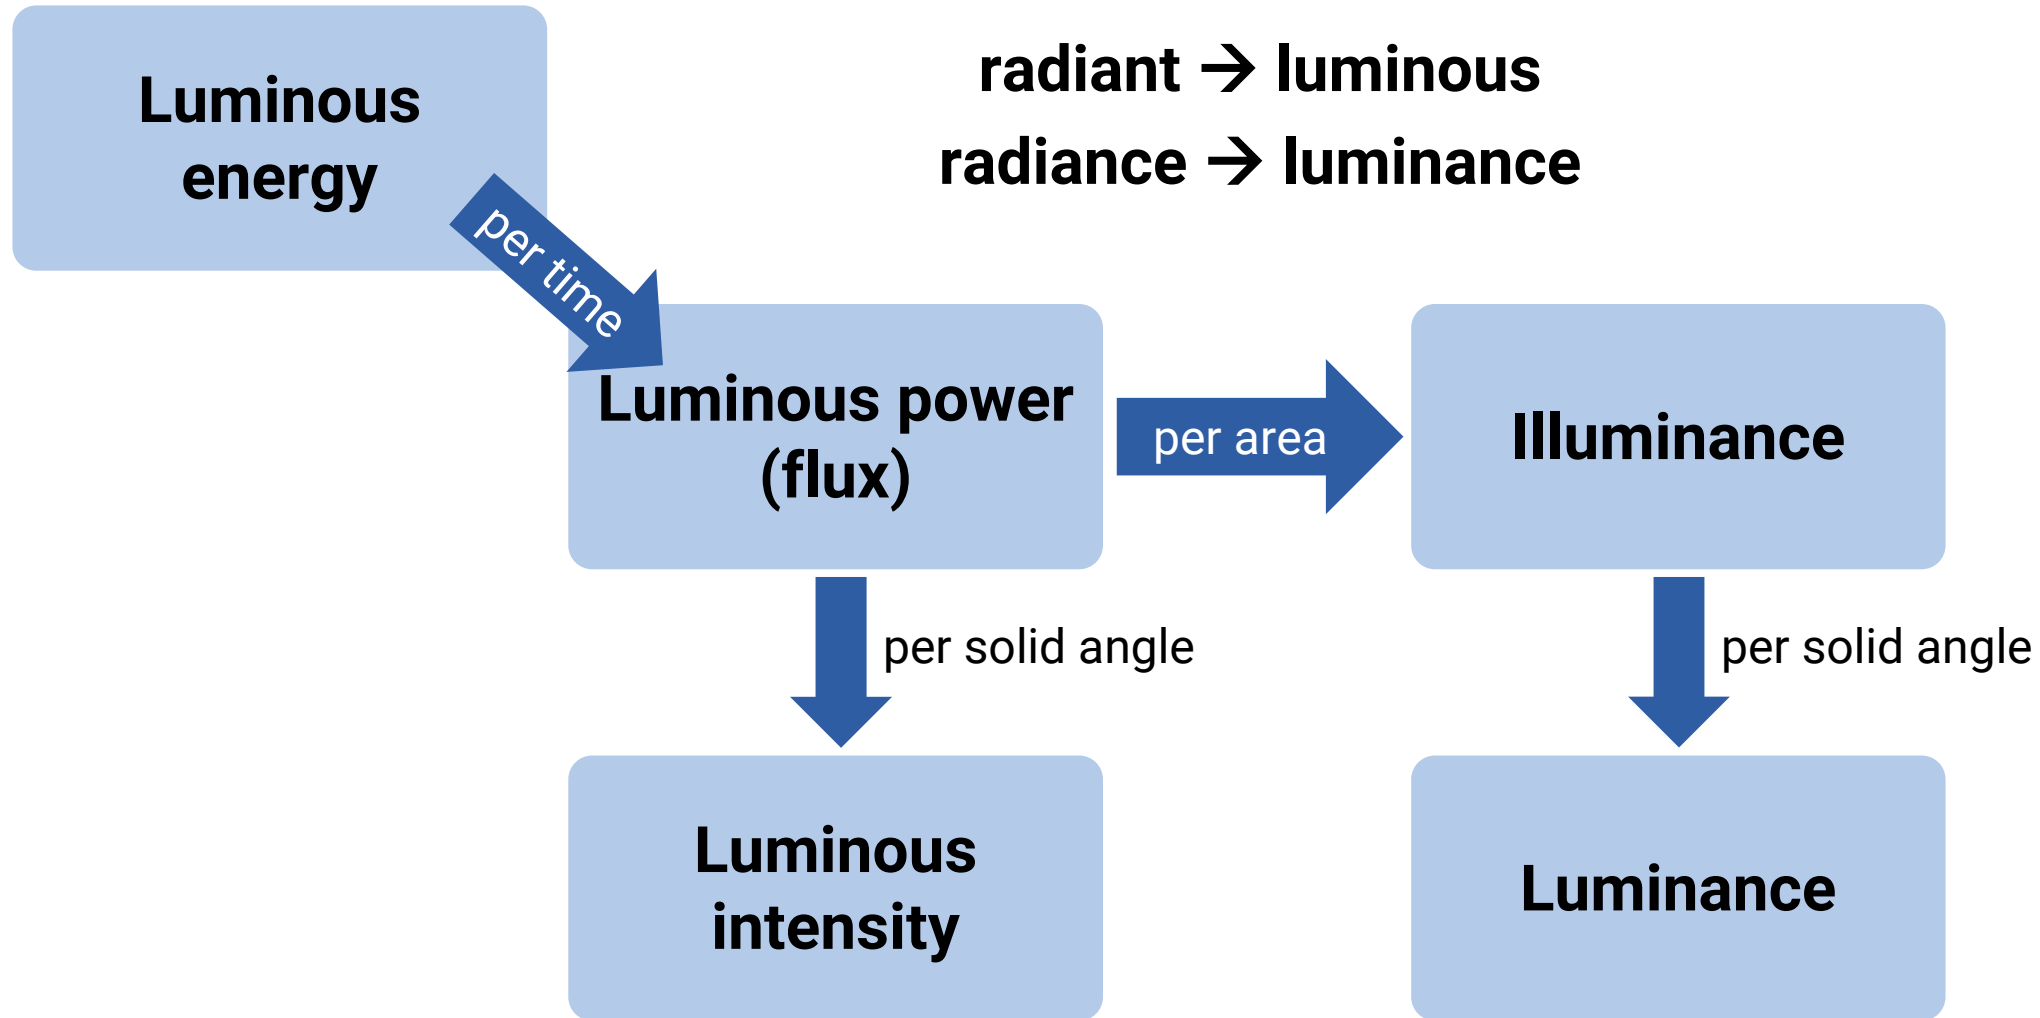 Luminous
energy
radiant → luminous
radiance → luminance
per time
Luminous power
(flux)
per area
Illuminance
per solid angle
per solid angle
Luminous
intensity
Luminance